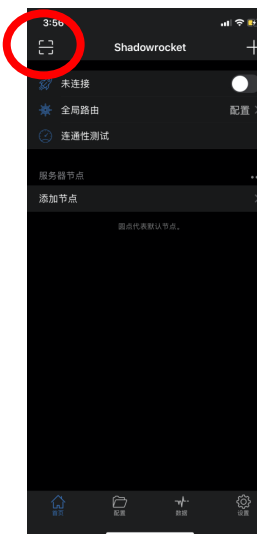 3:56
Shadowrocket
未连接
全局路由
配置
连通性测试
服务器节点
添加节点
圆点代表默认节点。
首页
配置
数据
设置